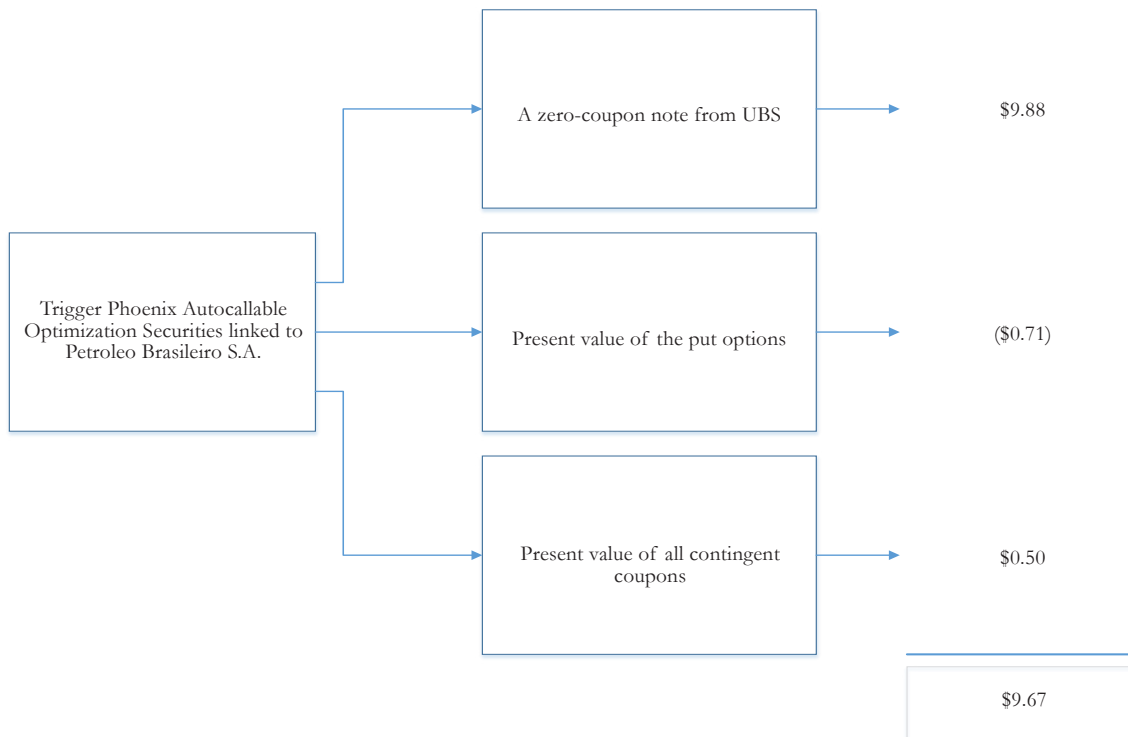 A zero-coupon note from UBS
$9.88
Trigger Phoenix Autocallable
Optimization Securities linked to
Petroleo Brasileiro S.A.
Present value of the put options
($0.71)
Present value of all contingent
coupons
$0.50
$9.67